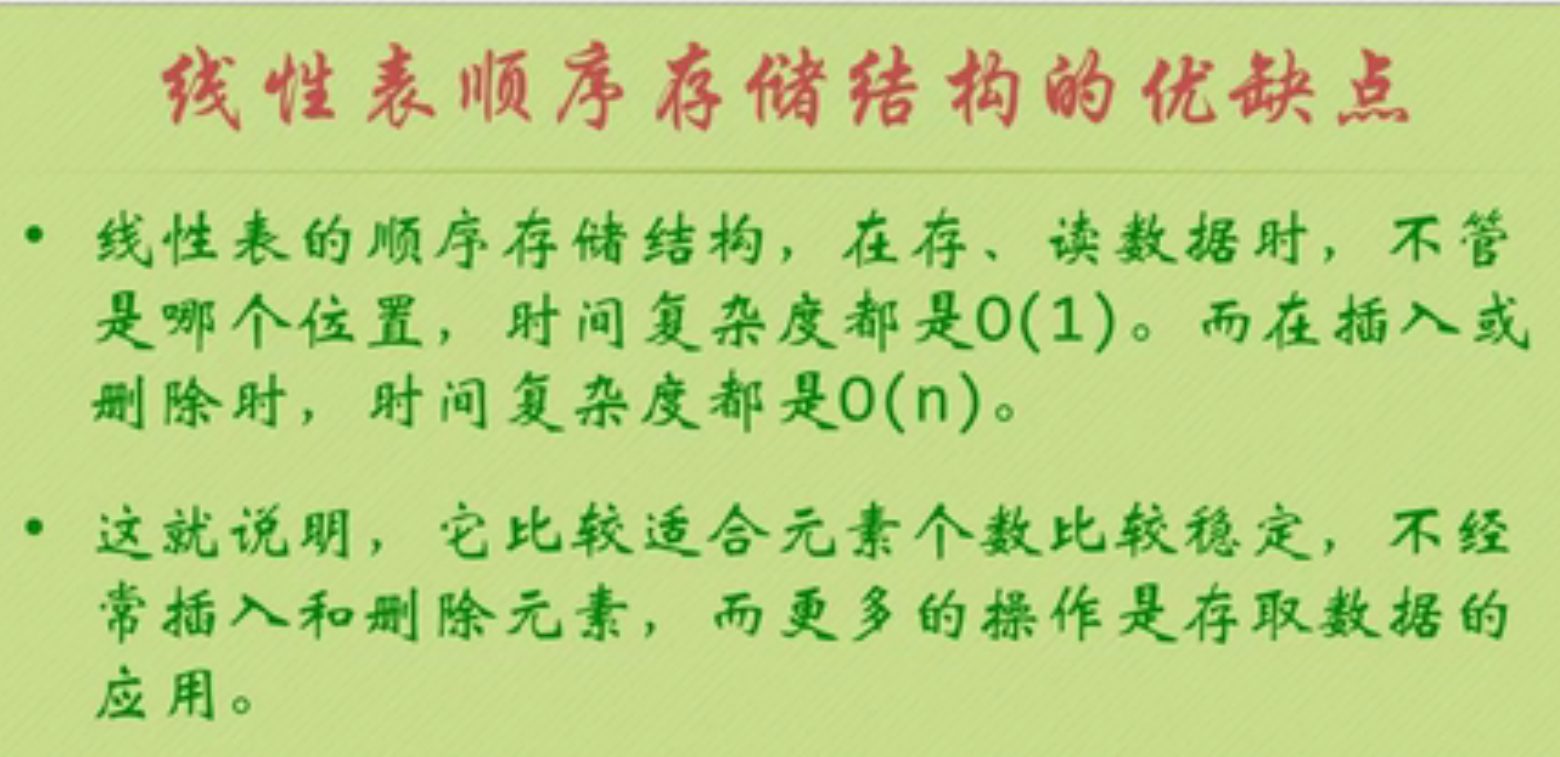 线性表顺序存储结构的优缺点
• 线性表的顺序存储结构，在存、读数据时，不管
是哪个位置，时间复杂度都是O(1)。而在插入或
删除时，时间复杂度都是O(n)。
• 这就说明，它比较适合元素个数比较稳定，不经
常插入和删除元素，而更多的操作是存取数据的
应用。